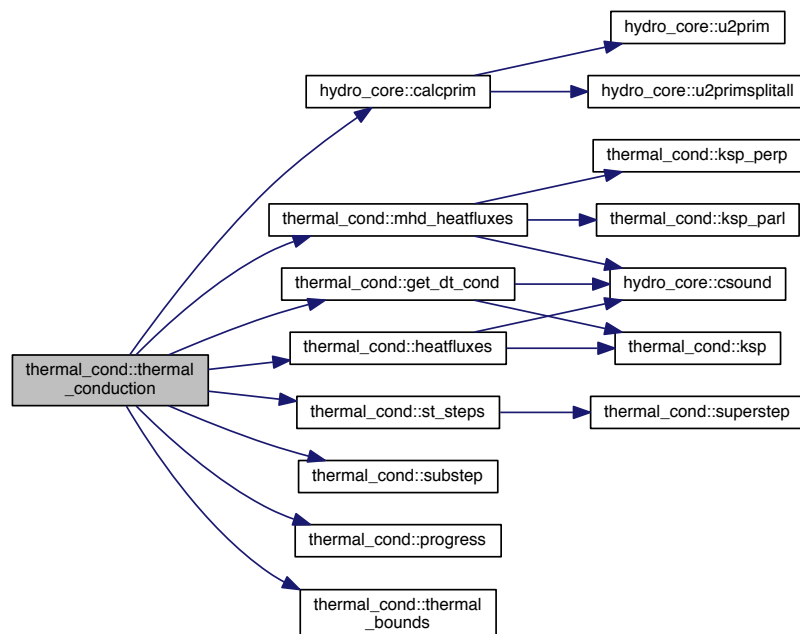 hydro_core::u2prim
hydro_core::calcprim
hydro_core::u2primsplitall
thermal_cond::ksp_perp
thermal_cond::mhd_heatfluxes
thermal_cond::ksp_parl
thermal_cond::get_dt_cond
hydro_core::csound
thermal_cond::heatfluxes
thermal_cond::ksp
thermal_cond::thermal
_conduction
thermal_cond::st_steps
thermal_cond::superstep
thermal_cond::substep
thermal_cond::progress
thermal_cond::thermal
_bounds